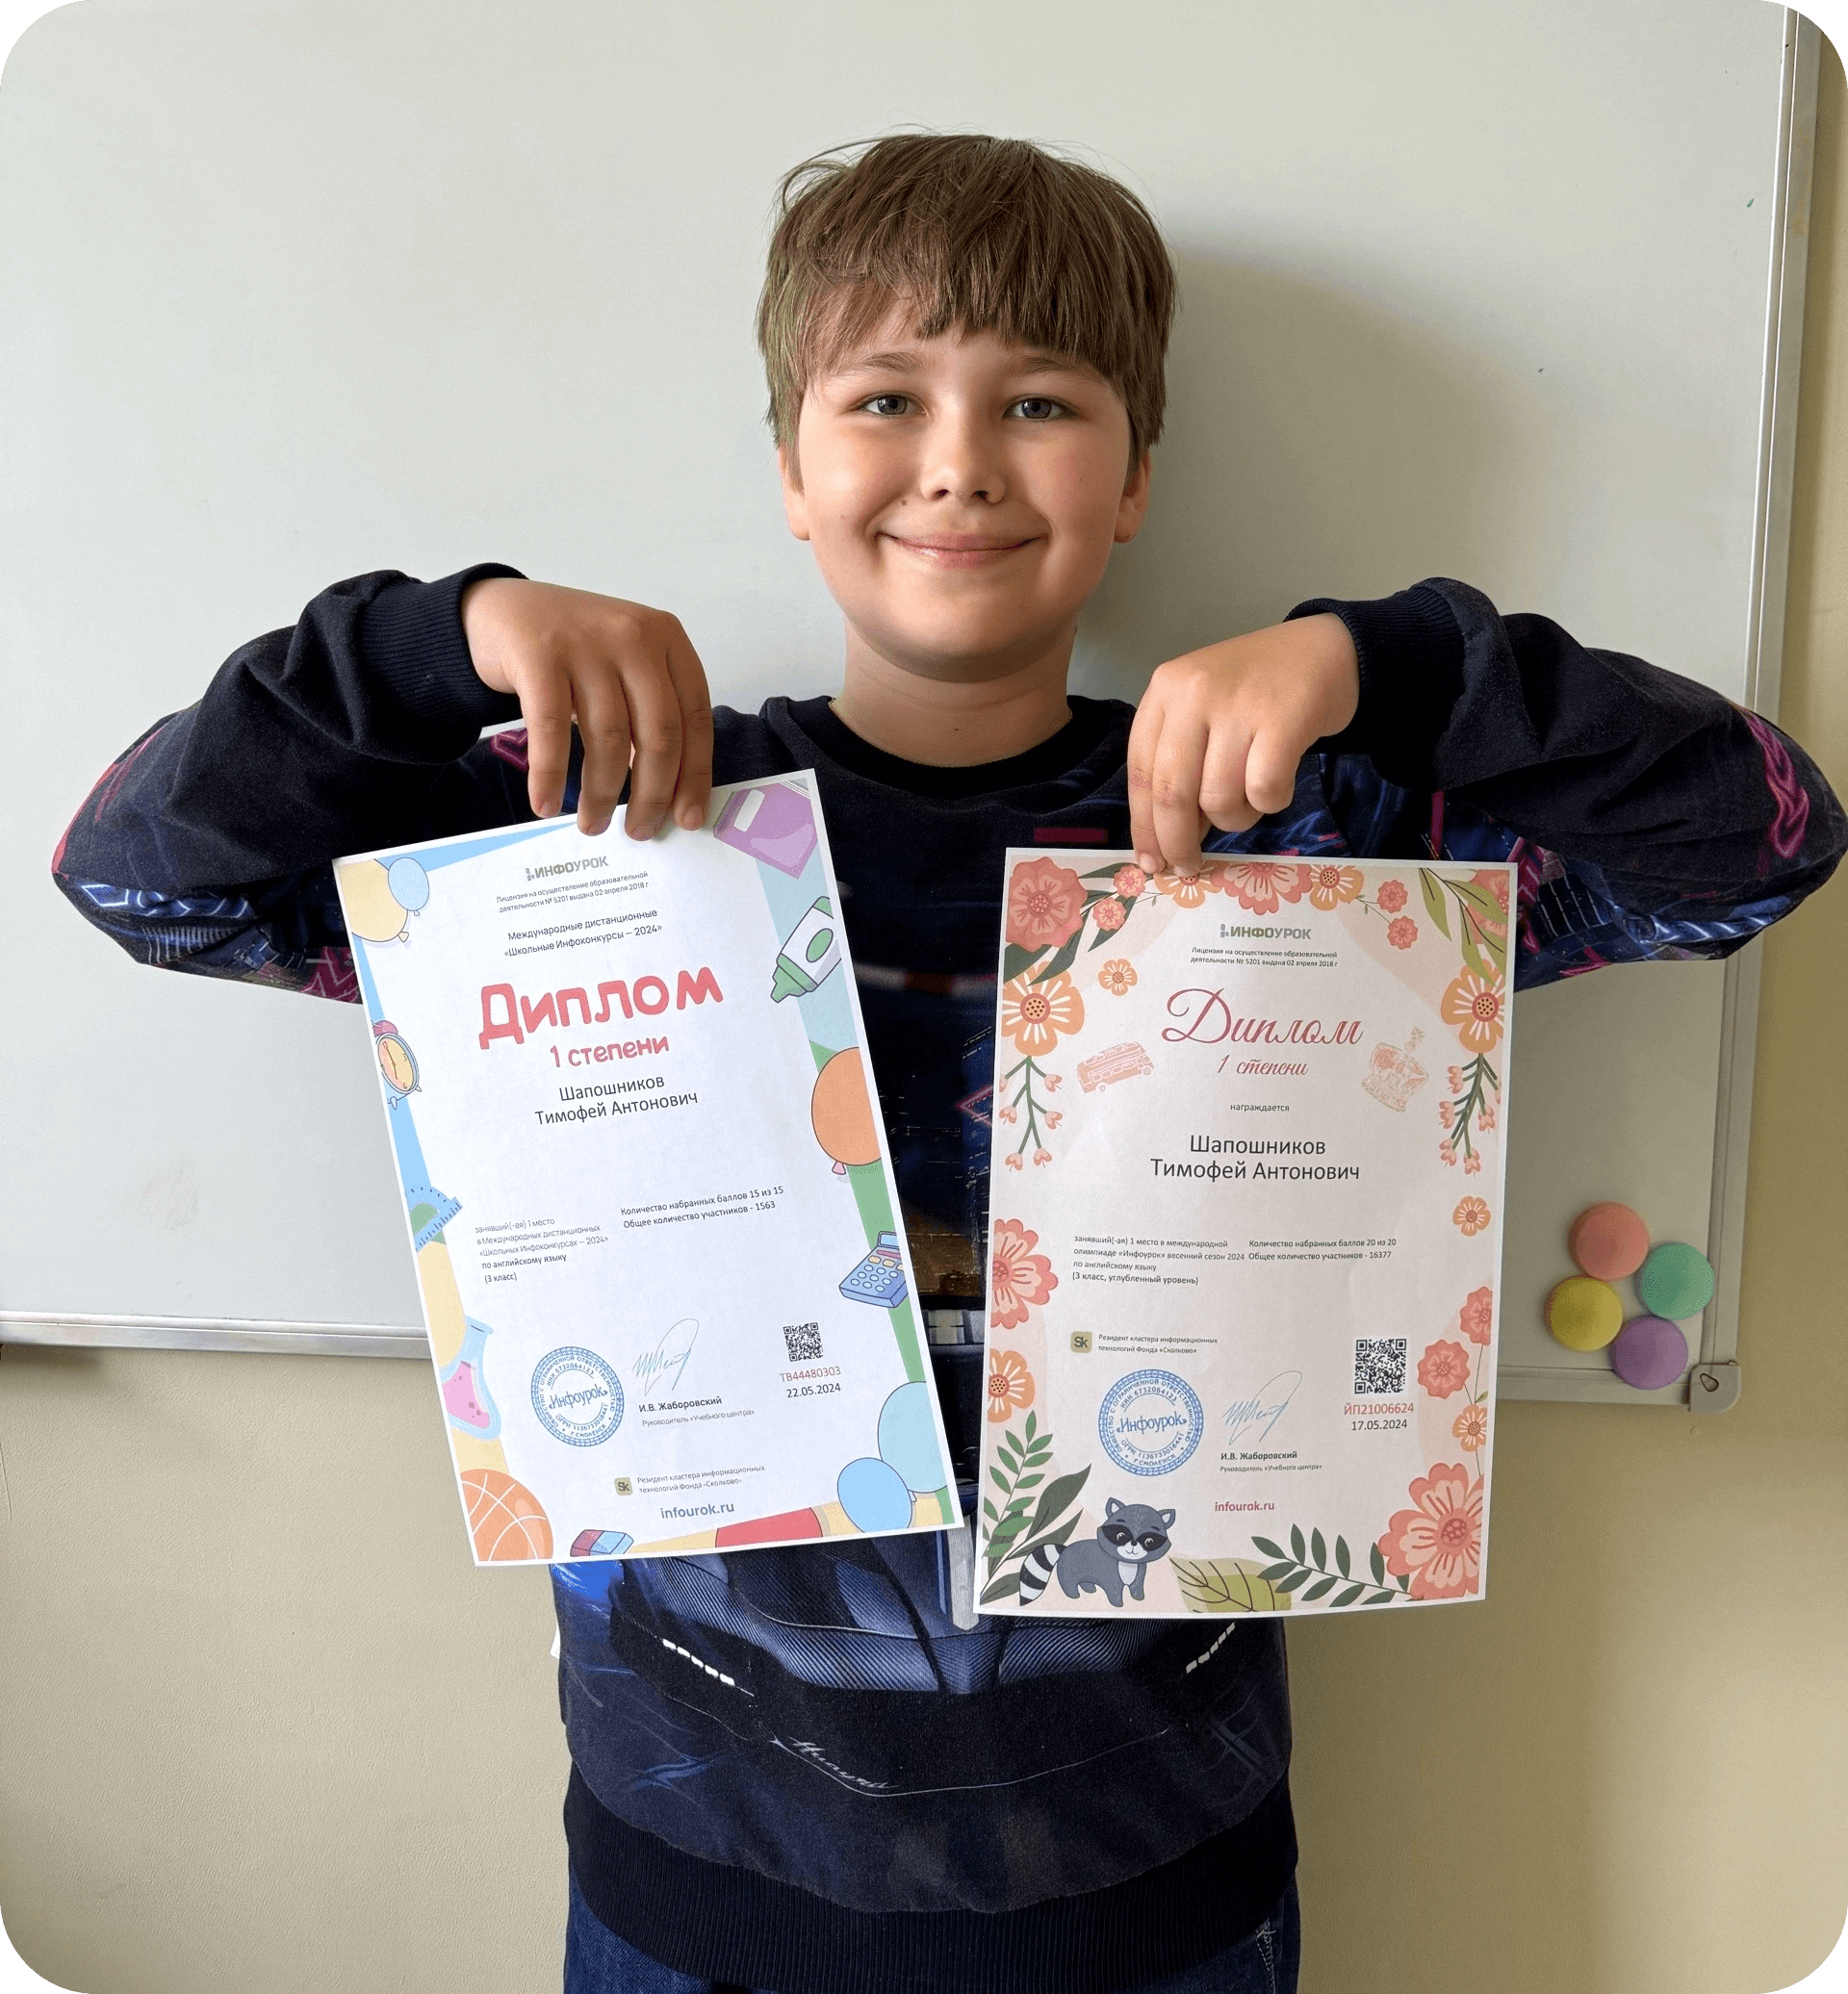 ИНФОУРОК
Лицензия на осуществление образовательной
деятельности № 5201 выдана 02 апреля 2018 г
Международные дистанционные
«Школьные Инфоконкурсы – 2024»
Диплом
1 степени
Шапошников
Тимофей Антонович
занявший(-ая) 1 место
в Международных дистанционных
«Школьных Инфоконкурсах – 2024»
по английскому языку
(3 класс)
Количество набранных баллов 15 из 15
Общее количество участников - 1563
«Инфоурок»
И.В. Жаборовский
Руководитель «Учебного центра»
ТВ44480303
22.05.2024
Sk
Резидент кластера информационных
технологий Фонда «Сколково»
infourok.ru
ИНФОУРОК
Лицензия на осуществление образовательной
деятельности № 5201 выдана 02 апреля 2018 г
Диплом
1 степени
награждается
Шапошников
Тимофей Антонович
занявший(-ая) 1 место в международной
олимпиаде «Инфоурок» весенний сезон 2024
по английскому языку
(3 класс, углубленный уровень)
Количество набранных баллов 20 из 20
Общее количество участников - 16377
Sk
Резидент кластера информационных
технологий Фонда «Сколково»
«Инфоурок»
И.В. Жаборовский
Руководитель «Учебного центра»
ЙП21006624
17.05.2024
infourok.ru